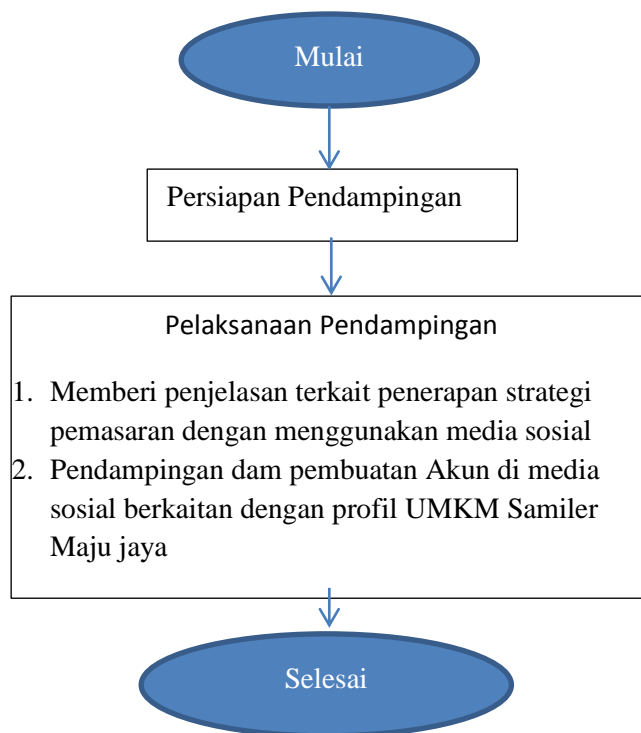 Mulai
Persiapan Pendampingan
Pelaksanaan Pendampingan
1. Memberi penjelasan terkait penerapan strategi
pemasaran dengan menggunakan media sosial
2. Pendampingan dam pembuatan Akun di media
sosial berkaitan dengan profil UMKM Samiler
Maju jaya
Selesai